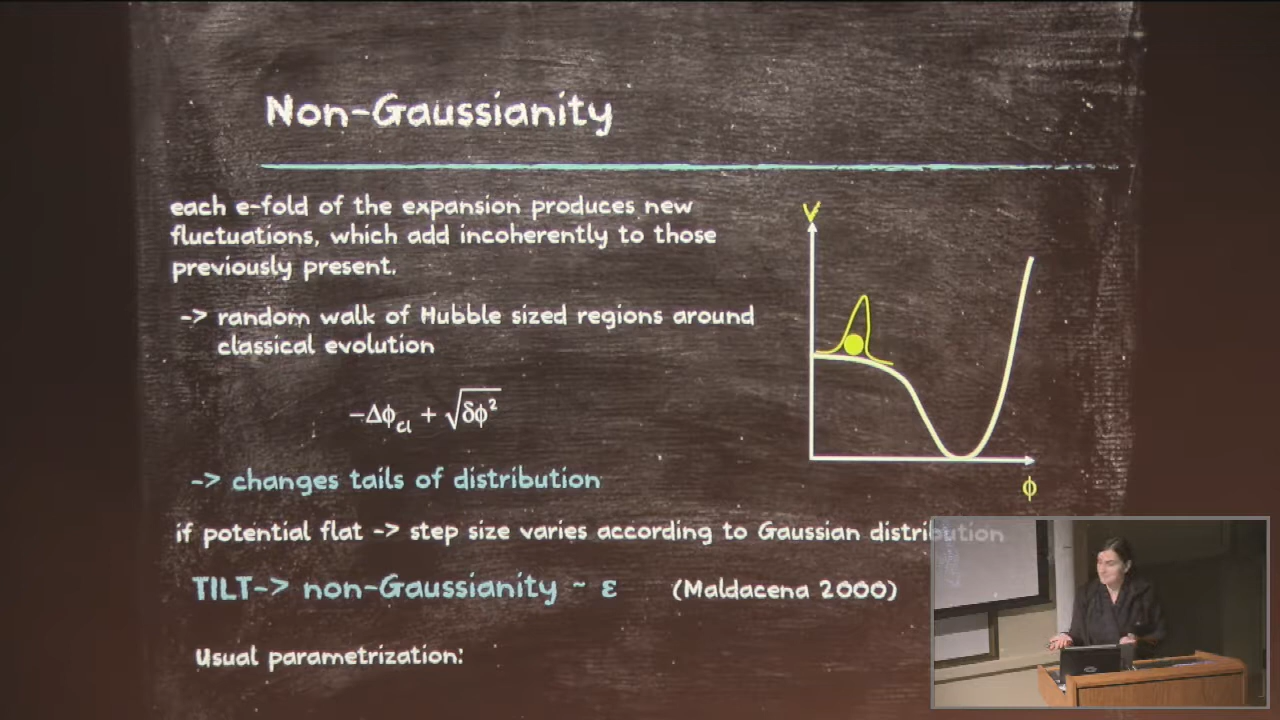 Non-Gaussianity
each e-fold of the expansion produces new
fluctuations, which add incoherently to those
previously present.
-> random walk of Hubble sized regions around
classical evolution
−Δϕ_cl + √δϕ²
-> changes tails of distribution
if potential flat -> step size varies according to Gaussian distribution
TILT-> non-Gaussianity ~ ε (Maldacena 2000)
Usual parametrization:
V
ϕ